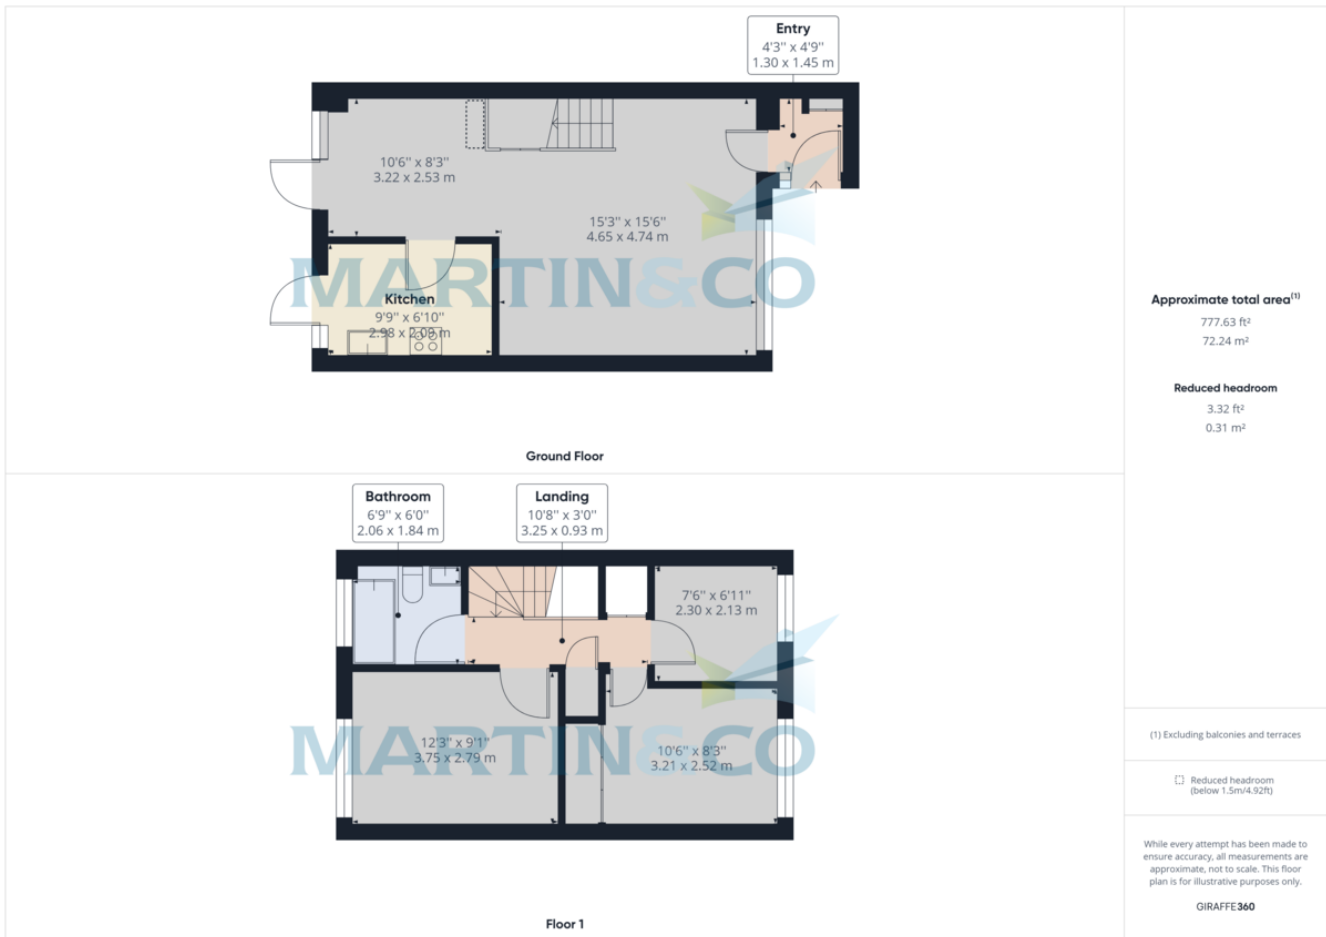 Entry
4'3" x 4'9"
1.30 x 1.45 m
10'6" x 8'3"
3.22 x 2.53 m
15'3" x 15'6"
4.65 x 4.74 m
MARTIN&CO
Kitchen
9'9" x 6'10"
2.98 x 2.09 m
Ground Floor
Bathroom
6'9" x 6'0"
2.06 x 1.84 m
Landing
10'8" x 3'0"
3.25 x 0.93 m
7'6" x 6'11"
2.30 x 2.13 m
MARTIN&CO
12'3" x 9'1"
3.75 x 2.79 m
10'6" x 8'3"
3.21 x 2.52 m
Floor 1
Approximate total area(1)
777.63 ft²
72.24 m²
Reduced headroom
3.32 ft²
0.31 m²
(1) Excluding balconies and terraces
Reduced headroom
(below 1.5m/4.92ft)
While every attempt has been made to
ensure accuracy, all measurements are
approximate, not to scale. This floor
plan is for illustrative purposes only.
GIRAFFE360